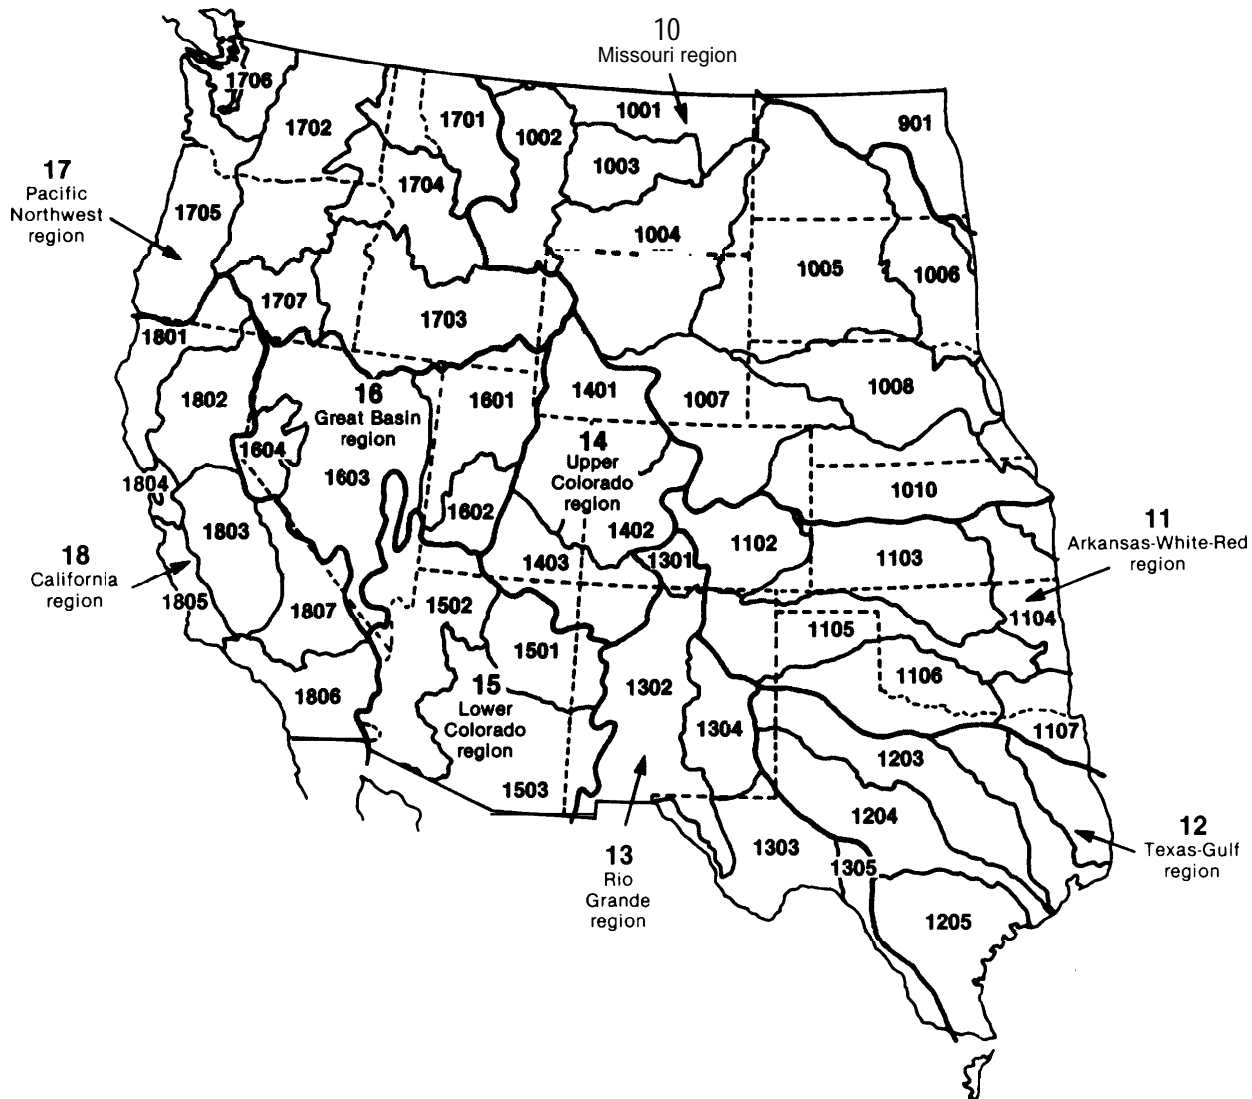 10
Missouri region
1706
1702
1701
1002
1001
1003
901
17
Pacific
Northwest
region
1705
1704
1004
1005
1006
1707
1703
1801
1802
16
Great Basin
region
1601
1401
1007
1008
1604
1603
14
Upper
Colorado
region
1804
1602
1010
1803
1402
1102
1103
11
Arkansas-White-Red
region
18
California
region
1403
1301
1805
1807
1502
1105
1104
1501
1106
1806
15
Lower
Colorado
region
1302
1304
1107
1203
1503
1204
12
Texas-Gulf
region
13
Rio
Grande
region
1303
1305
1205